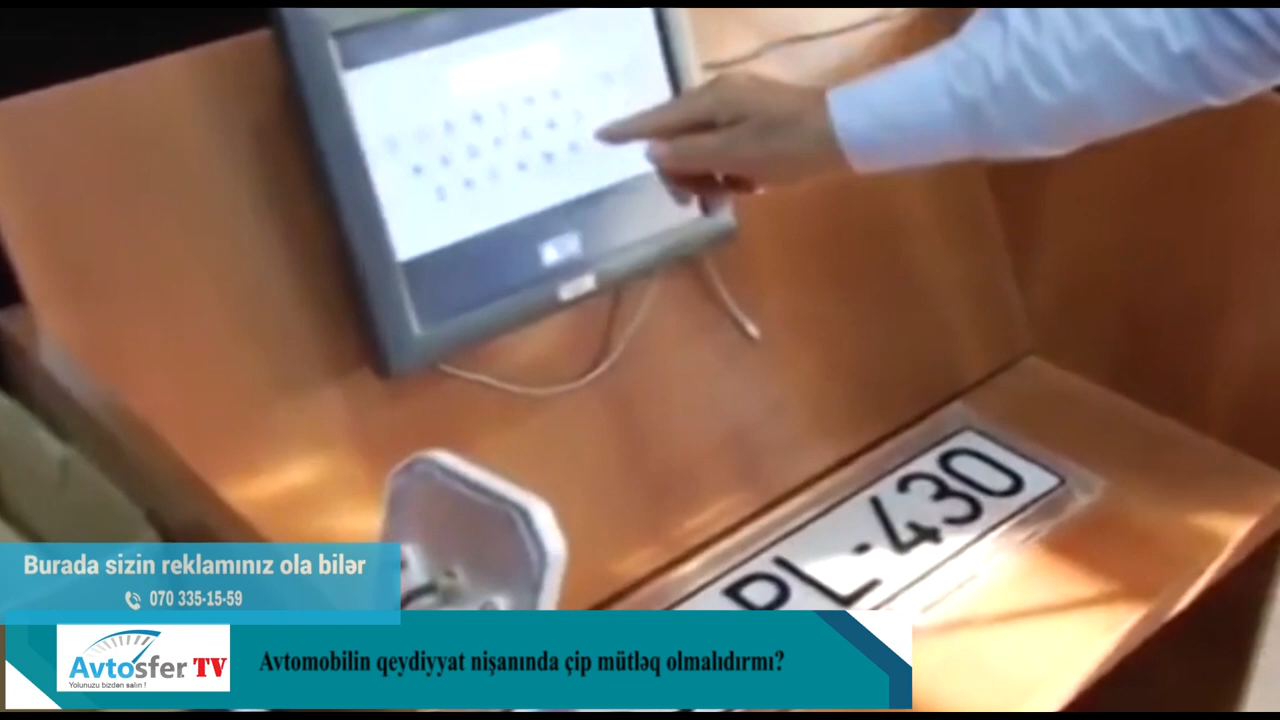 PL-430
Burada sizin reklamınız ola bilər
070 335-15-59
Avtosfer TV
Yolunuzu bizdən salın !
Avtomobilin qeydiyyat nişanında çip mütləq olmalıdırmı?